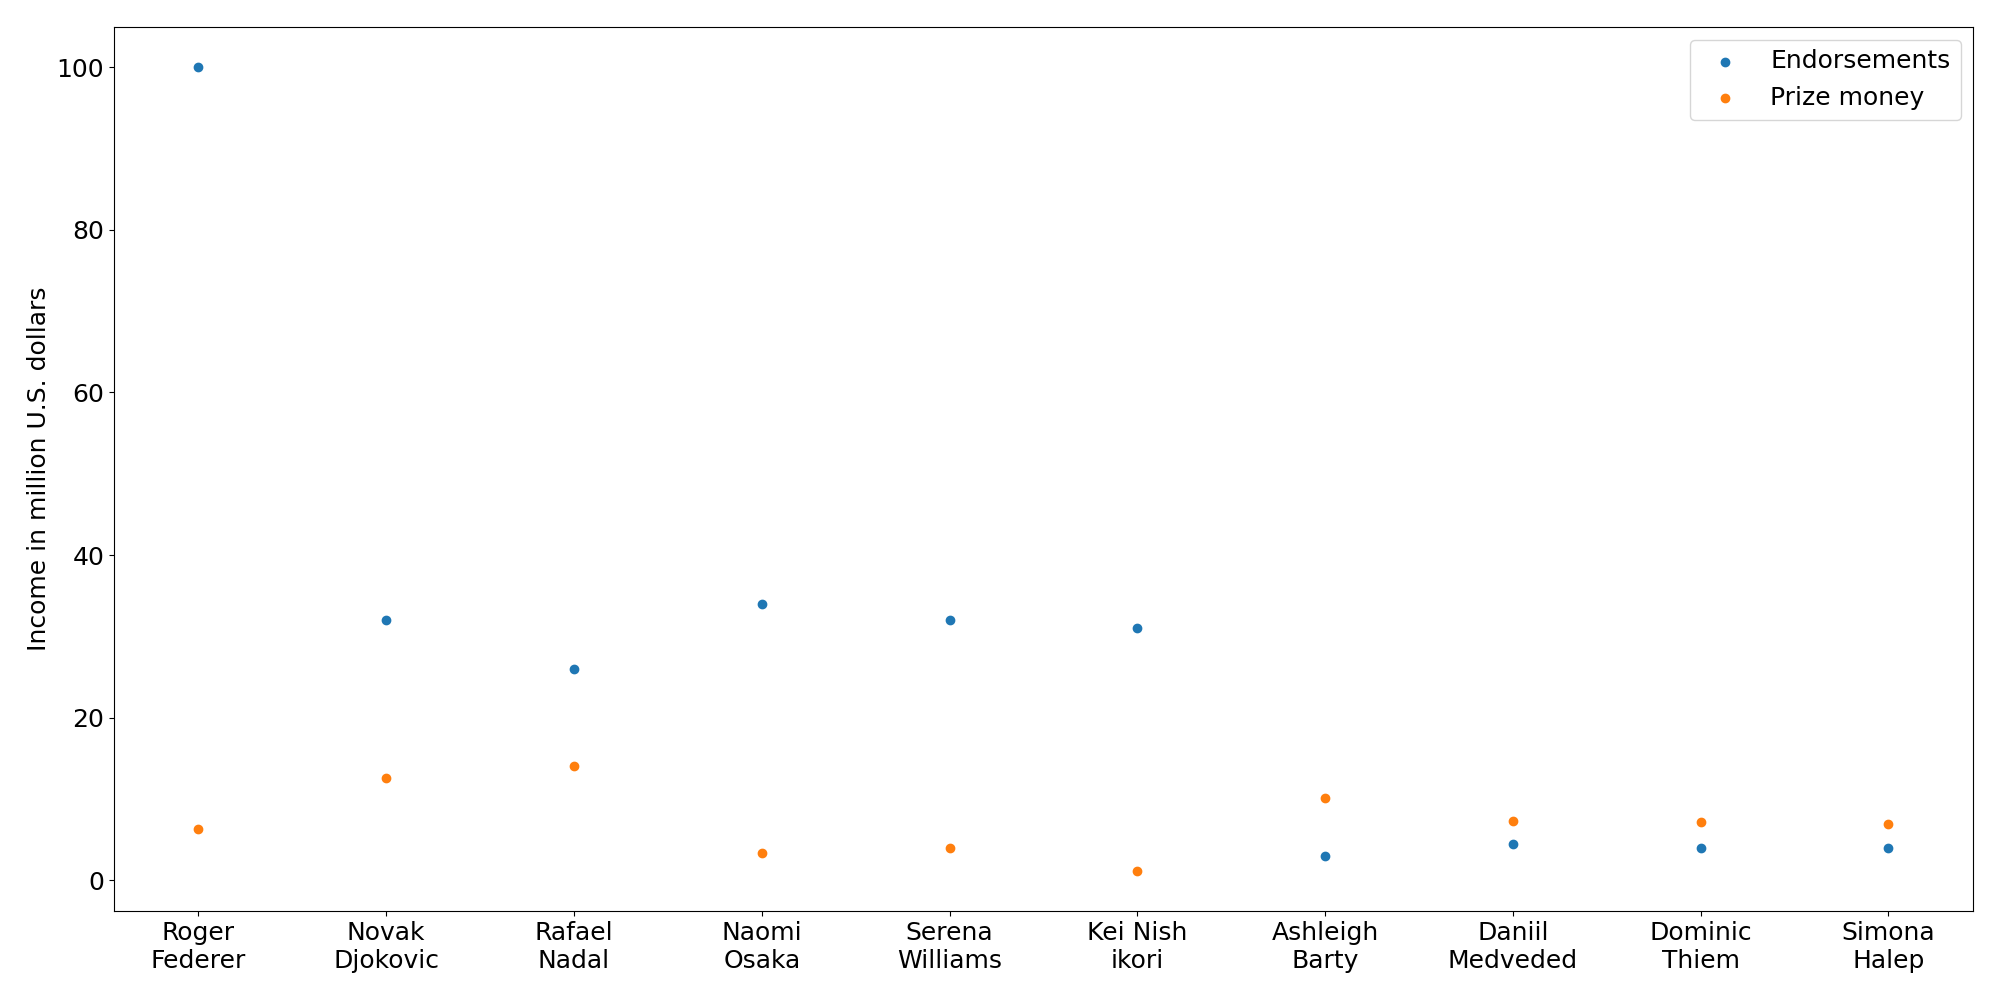 Endorsements
Prize money
Income in million U.S. dollars
100
80
60
40
20
0
Roger
Federer
Novak
Djokovic
Rafael
Nadal
Naomi
Osaka
Serena
Williams
Kei Nish
ikori
Ashleigh
Barty
Daniil
Medveded
Dominic
Thiem
Simona
Halep